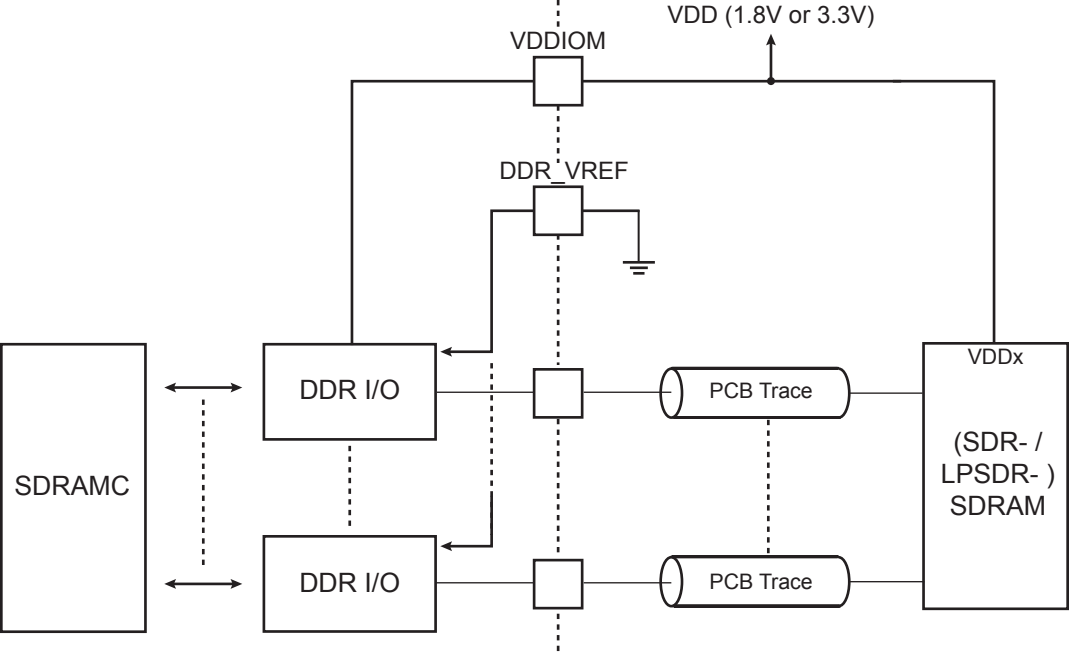 VDD (1.8V or 3.3V)
VDDIOM
DDR_VREF
VDDx
DDR I/O
PCB Trace
(SDR- /
LPSDR- )
SDRAM
SDRAMC
DDR I/O
PCB Trace